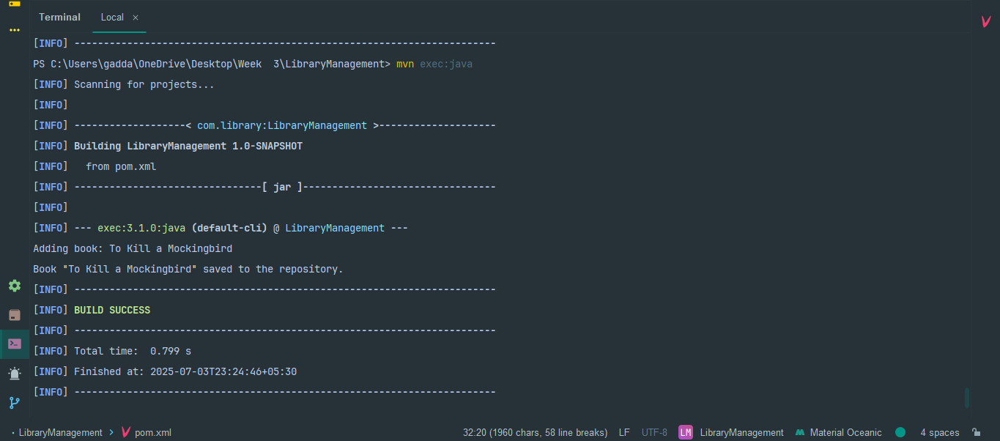 Terminal Local ×
[INFO] ------------------------------------------------------------------------
PS C:\Users\gadda\OneDrive\Desktop\Week  3\LibraryManagement> mvn exec:java
[INFO] Scanning for projects...
[INFO]
[INFO] -------------------< com.library:LibraryManagement >--------------------
[INFO] Building LibraryManagement 1.0-SNAPSHOT
[INFO]   from pom.xml
[INFO] --------------------------------[ jar ]---------------------------------
[INFO]
[INFO] --- exec:3.1.0:java (default-cli) @ LibraryManagement ---
Adding book: To Kill a Mockingbird
Book "To Kill a Mockingbird" saved to the repository.
[INFO] ------------------------------------------------------------------------
[INFO] BUILD SUCCESS
[INFO] ------------------------------------------------------------------------
[INFO] Total time:  0.799 s
[INFO] Finished at: 2025-07-03T23:24:46+05:30
[INFO] ------------------------------------------------------------------------
LibraryManagement > pom.xml 32:20 (1960 chars, 58 line breaks) LF UTF-8 LM LibraryManagement Material Oceanic 4 spaces